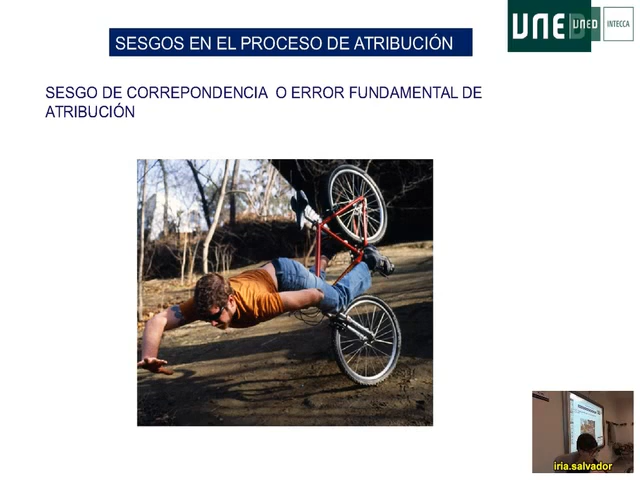 SESGOS EN EL PROCESO DE ATRIBUCIÓN
UNED
UNED
INTECCA
SESGO DE CORREPONDENCIA O ERROR FUNDAMENTAL DE
ATRIBUCIÓN
iria.salvador